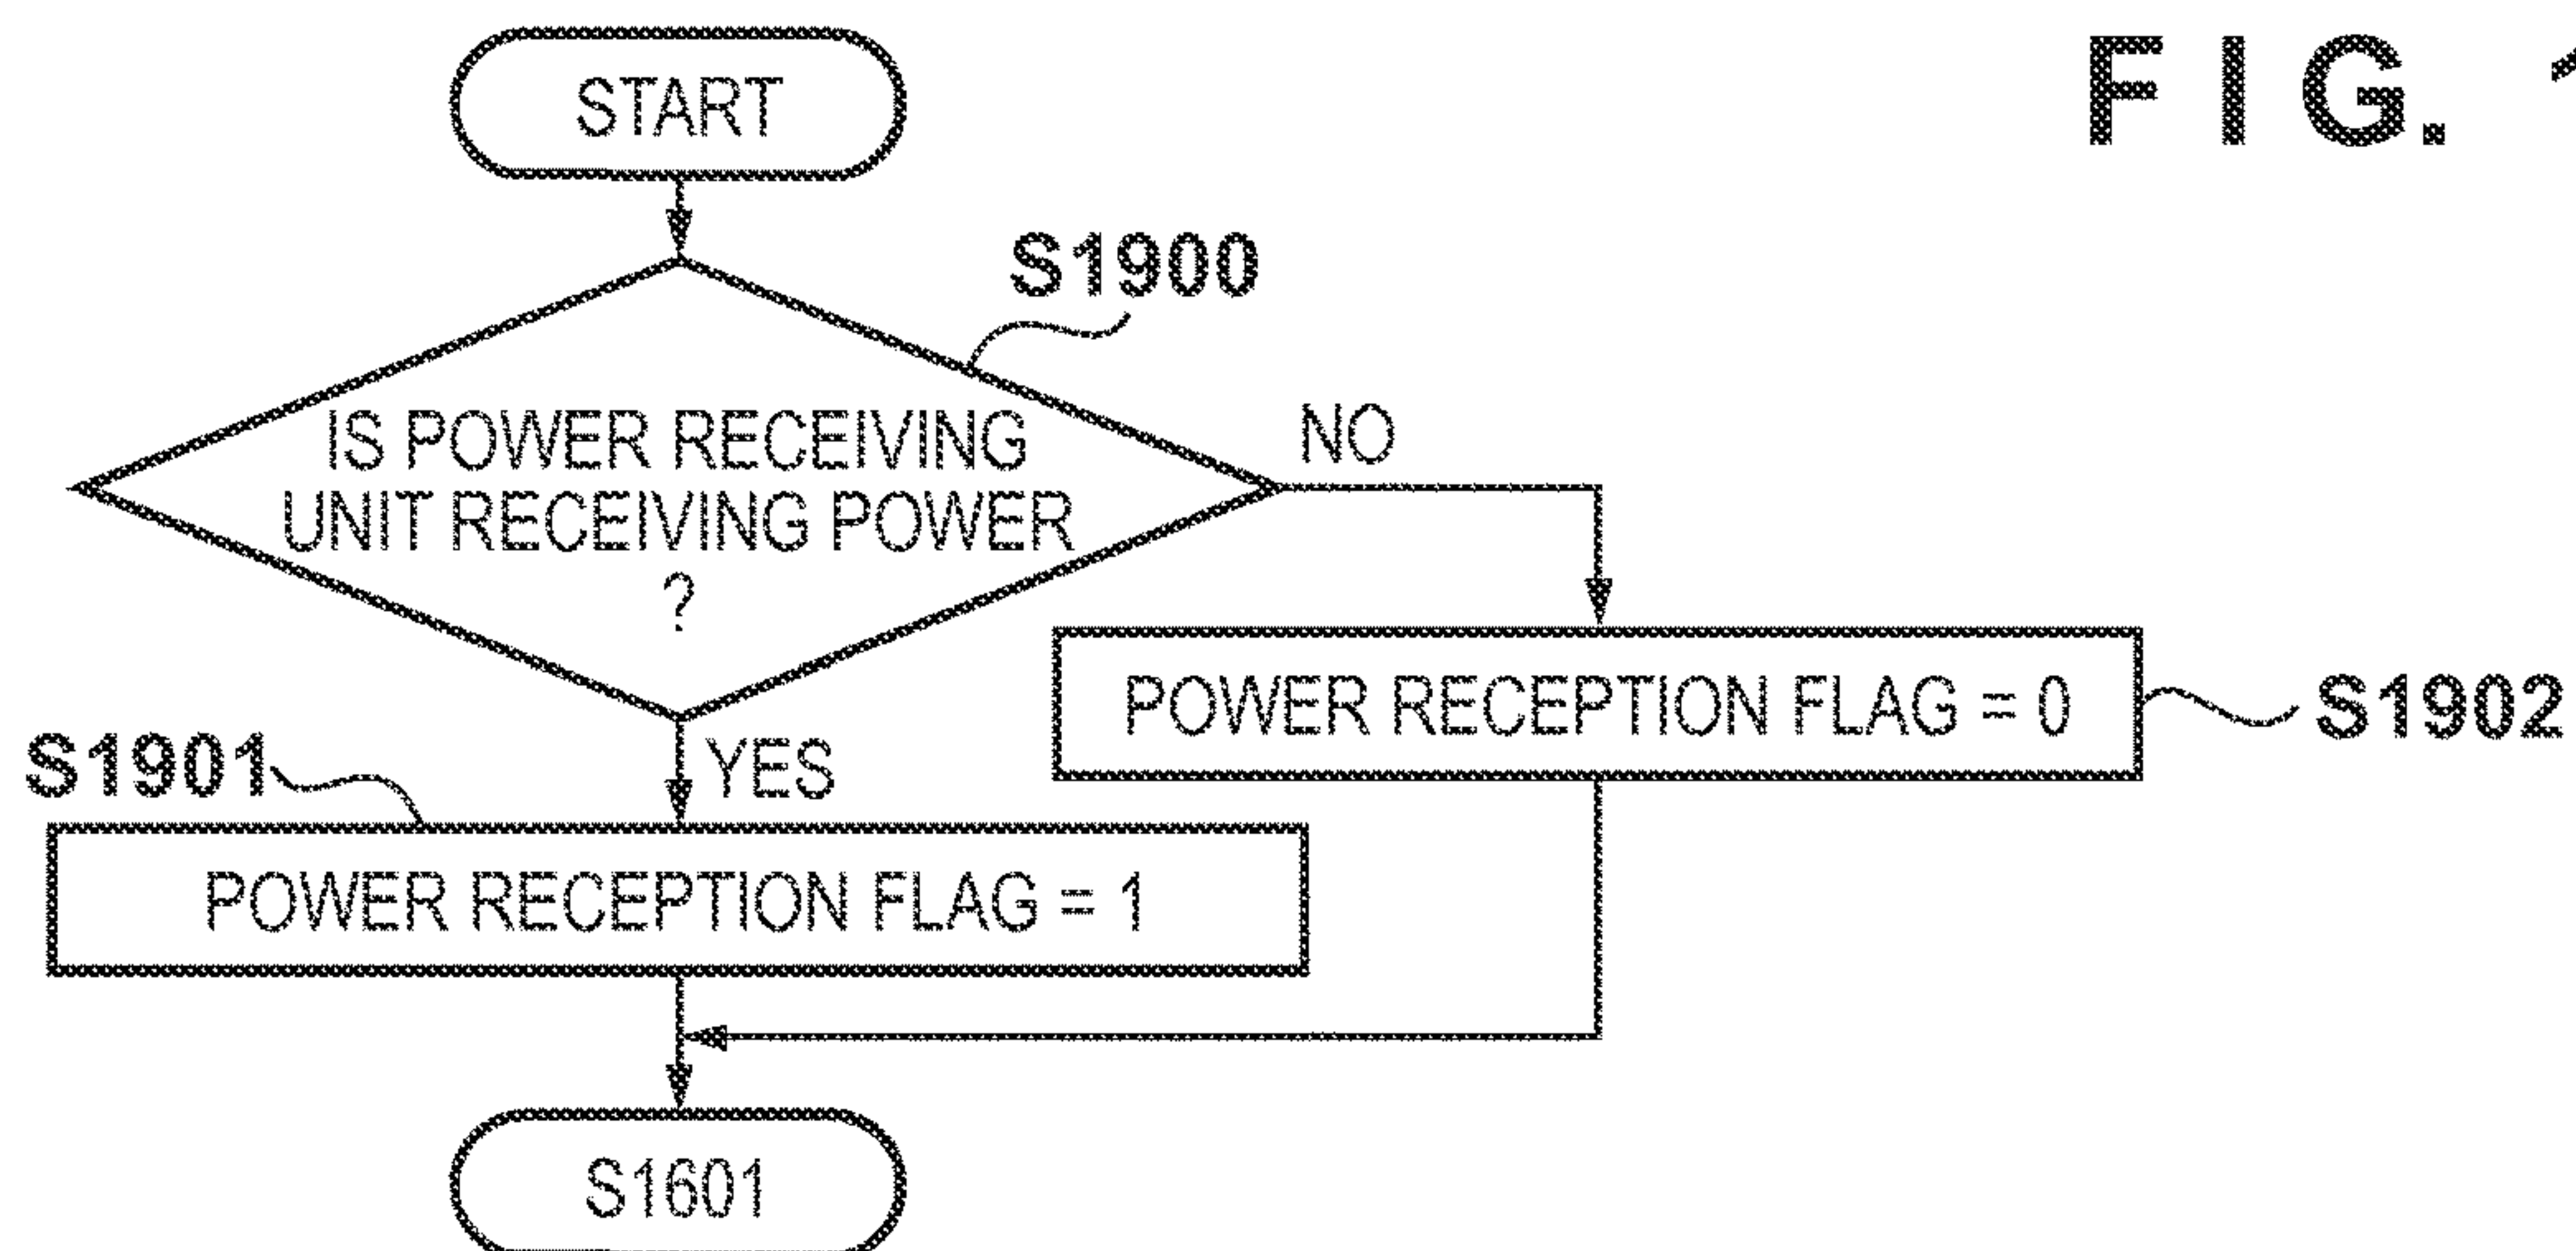 FIG. 1
START
S1900
IS POWER RECEIVING
UNIT RECEIVING POWER
?
NO
POWER RECEPTION FLAG = 0
S1902
S1901
YES
POWER RECEPTION FLAG = 1
S1601